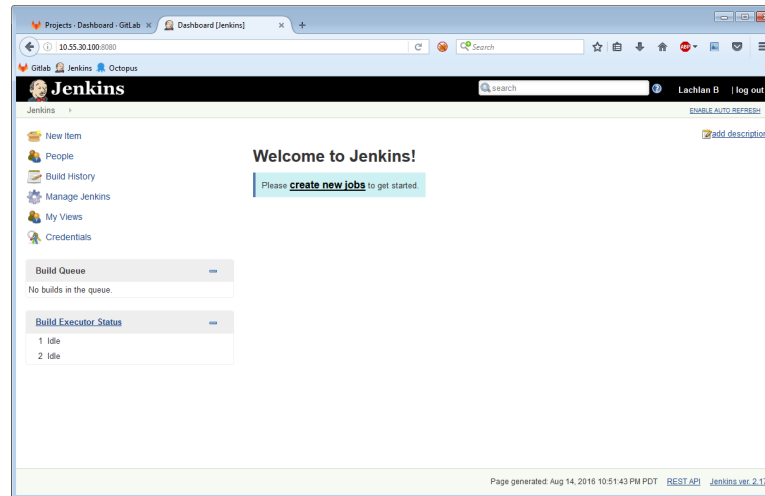 Projects · Dashboard · GitLab
Dashboard [Jenkins]
10.55.30.100:8080
Search
Gitlab Jenkins Octopus
Jenkins
search
Lachlan B | log out
Jenkins
ENABLE AUTO REFRESH
New Item
add description
People
Welcome to Jenkins!
Build History
Please create new jobs to get started.
Manage Jenkins
My Views
Credentials
Build Queue
No builds in the queue.
Build Executor Status
1 Idle
2 Idle
Page generated: Aug 14, 2016 10:51:43 PM PDT REST API Jenkins ver. 2.17